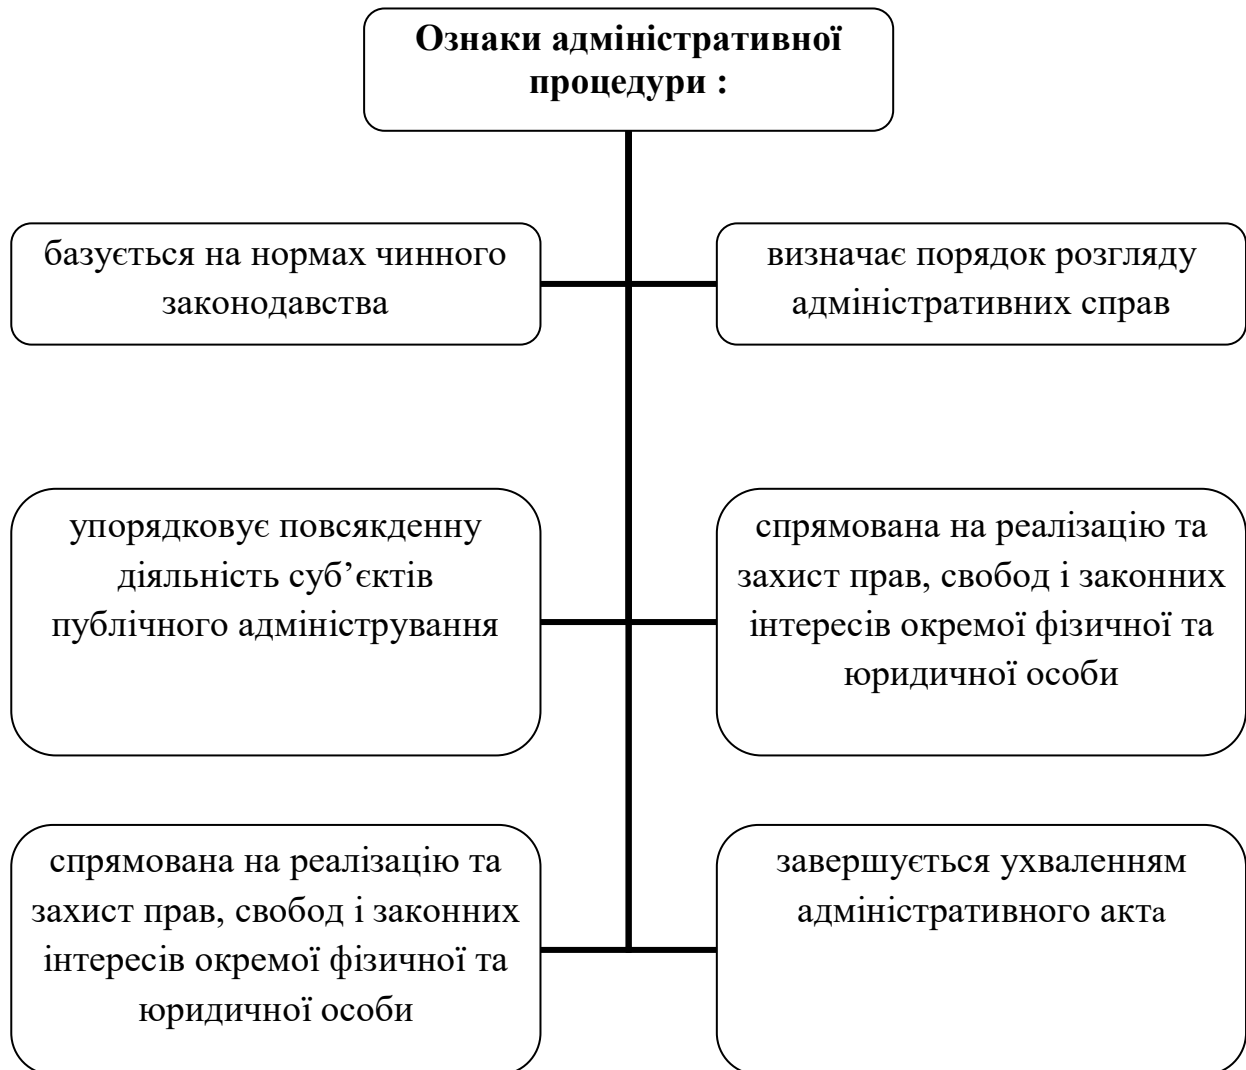 Ознаки адміністративної
процедури :
базується на нормах чинного
законодавства
визначає порядок розгляду
адміністративних справ
упорядковує повсякденну
діяльність суб’єктів
публічного адміністрування
спрямована на реалізацію та
захист прав, свобод і законних
інтересів окремої фізичної та
юридичної особи
спрямована на реалізацію та
захист прав, свобод і законних
інтересів окремої фізичної та
юридичної особи
завершується ухваленням
адміністративного акта